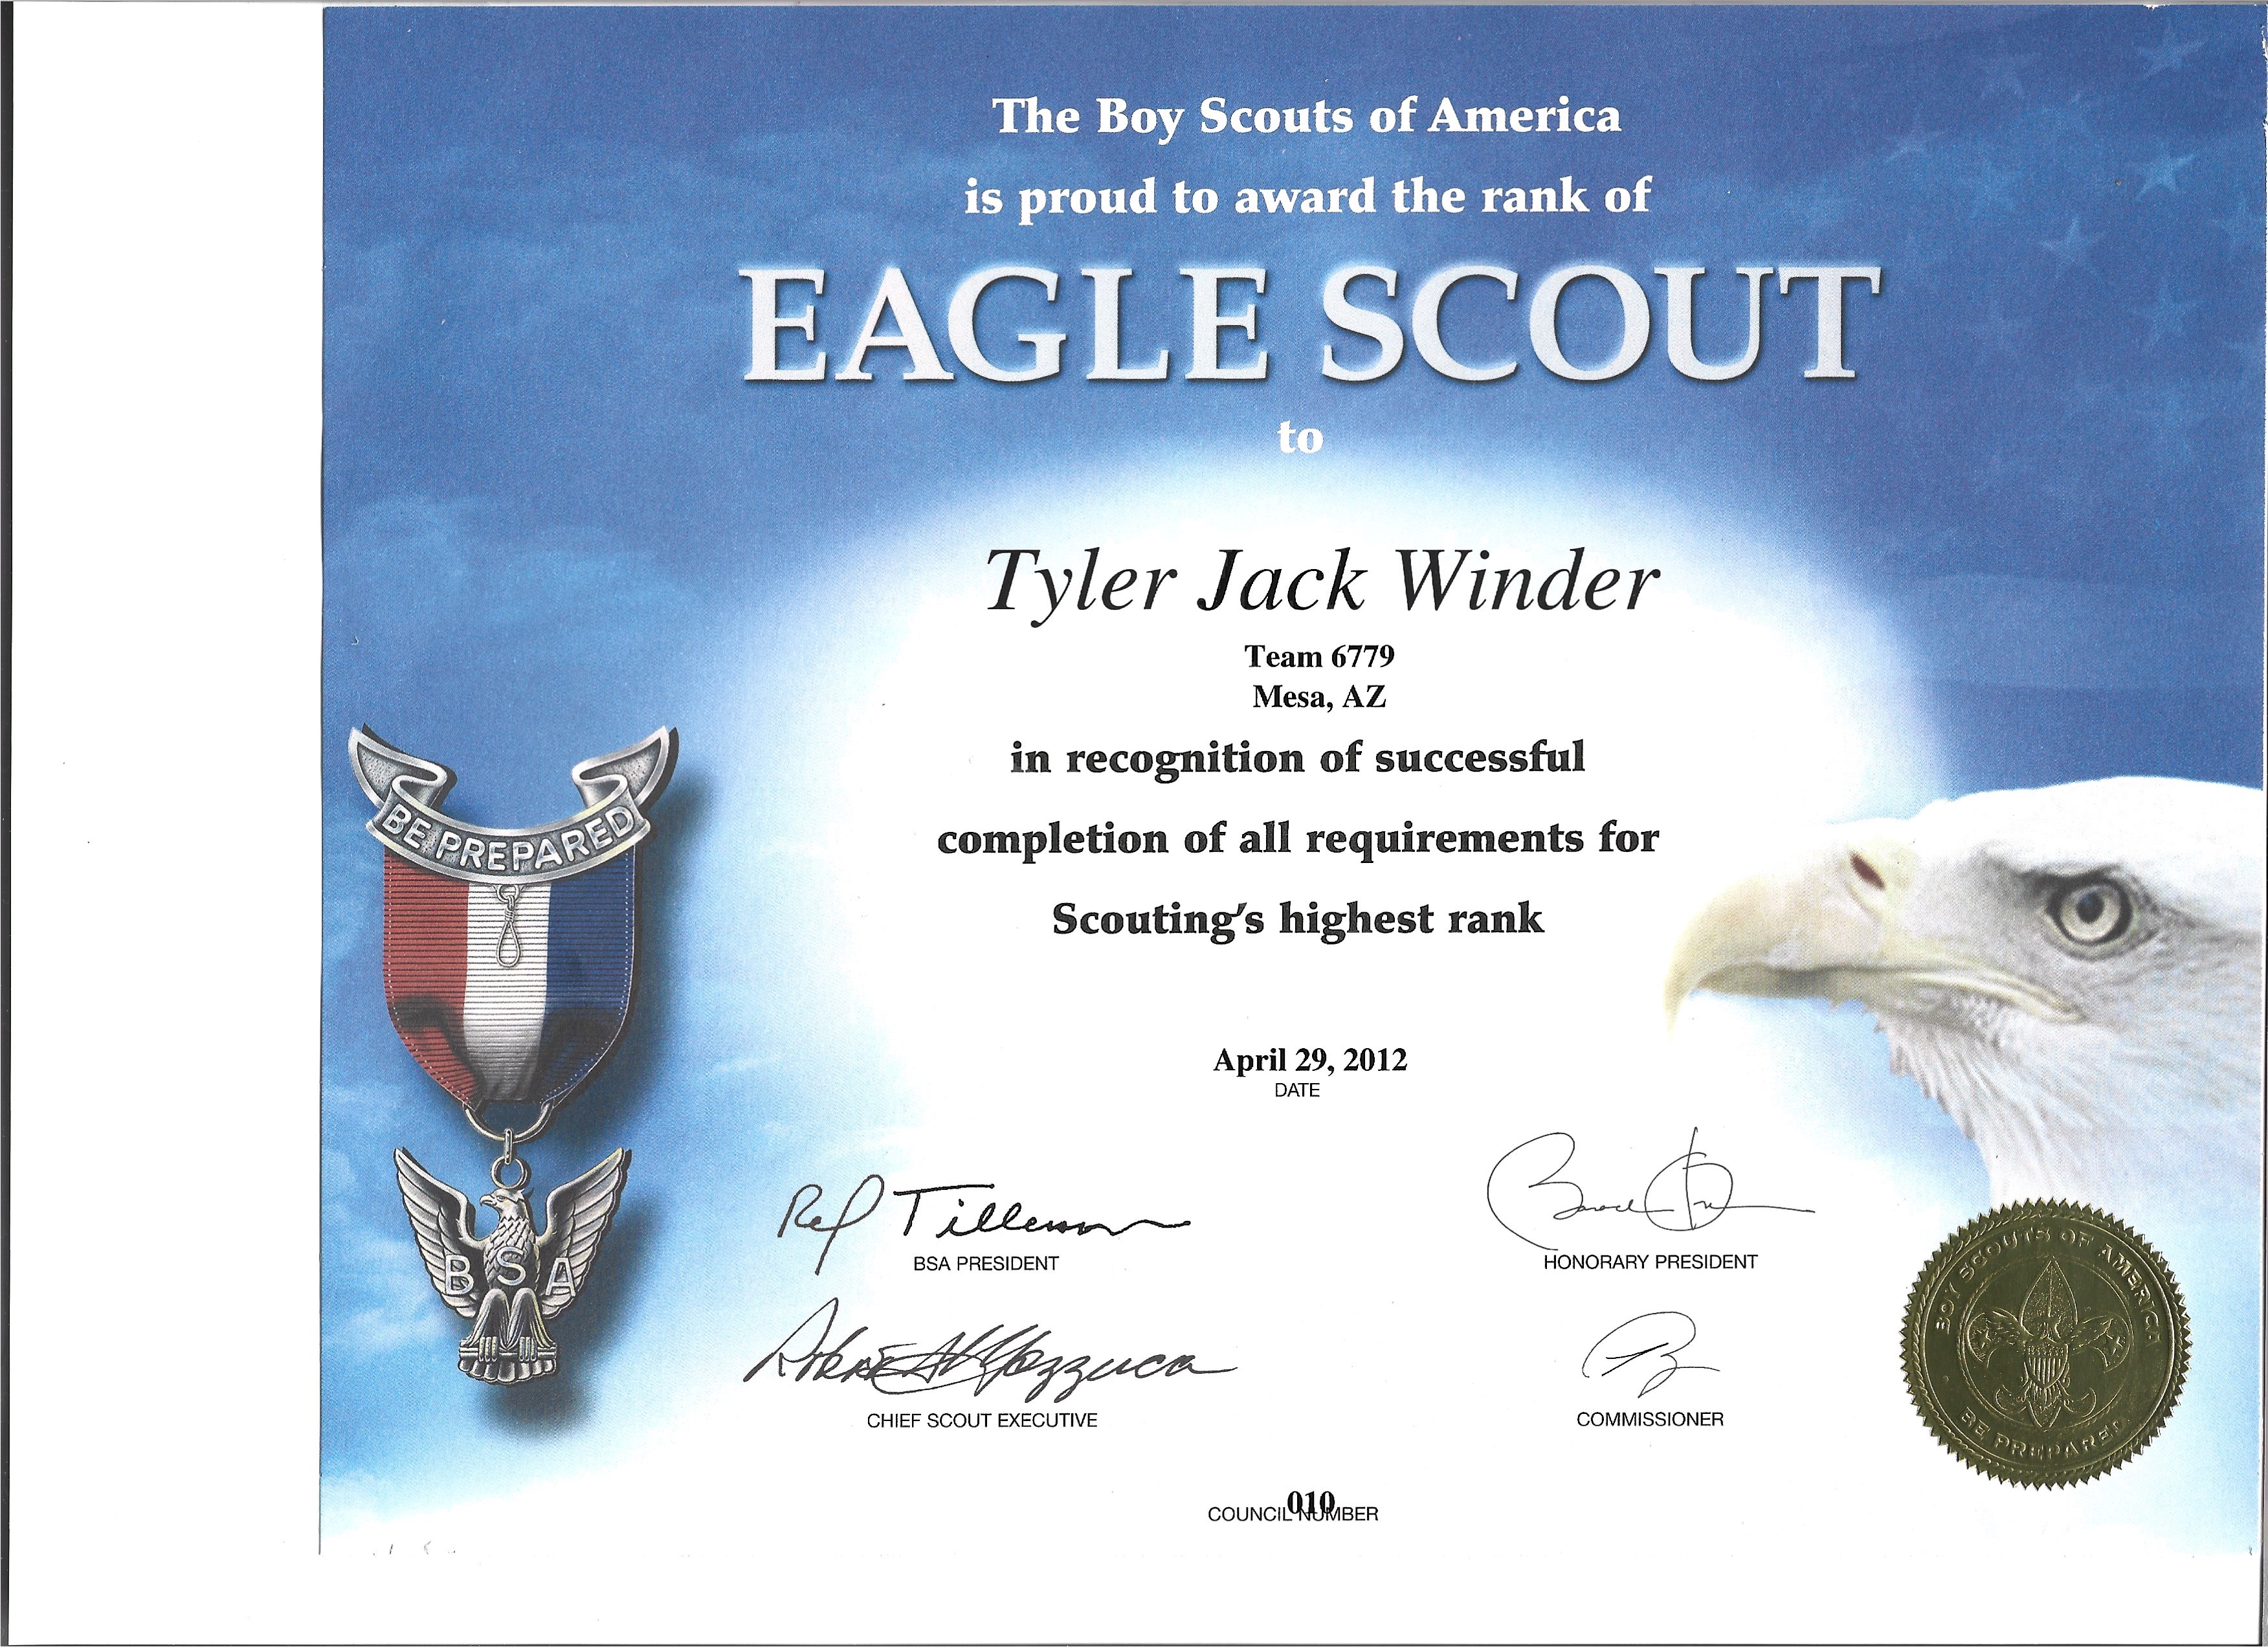 The Boy Scouts of America
is proud to award the rank of
EAGLE SCOUT
to
Tyler Jack Winder
Team 6779
Mesa, AZ
in recognition of successful
completion of all requirements for
Scouting's highest rank
BE PREPARED
BSA
April 29, 2012
DATE
Rex Tillerson
BSA PRESIDENT
HONORARY PRESIDENT
Robert Mazzuca
CHIEF SCOUT EXECUTIVE
COMMISSIONER
BOY SCOUTS OF AMERICA
BE PREPARED
010
COUNCIL NUMBER